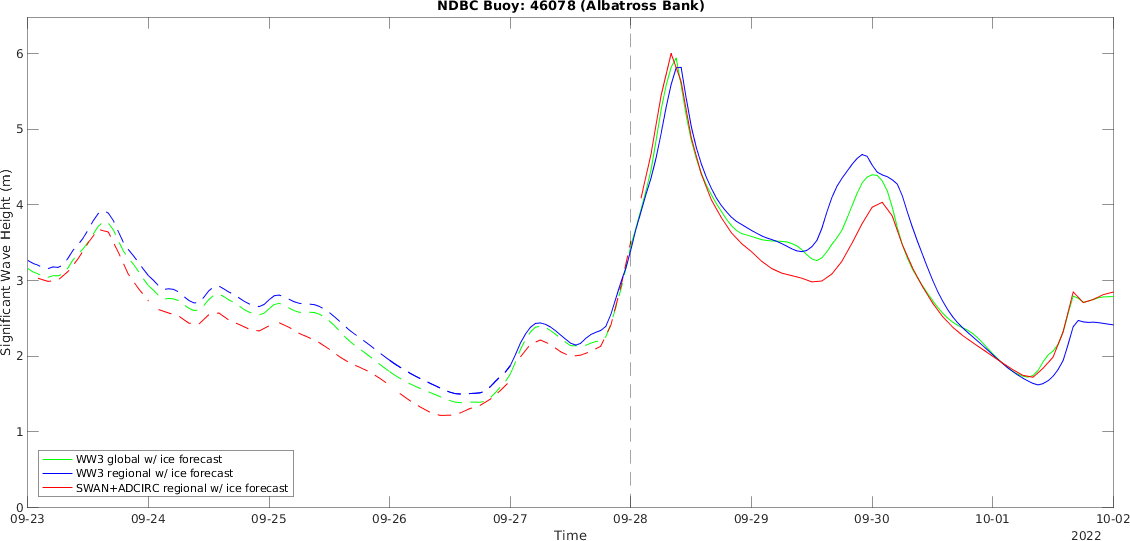 NDBC Buoy: 46078 (Albatross Bank)
Significant Wave Height (m)
6
5
4
3
2
1
0
WW3 global w/ ice forecast
WW3 regional w/ ice forecast
SWAN+ADCIRC regional w/ ice forecast
09-23 09-24 09-25 09-26 09-27 09-28 09-29 09-30 10-01 10-02
Time
2022